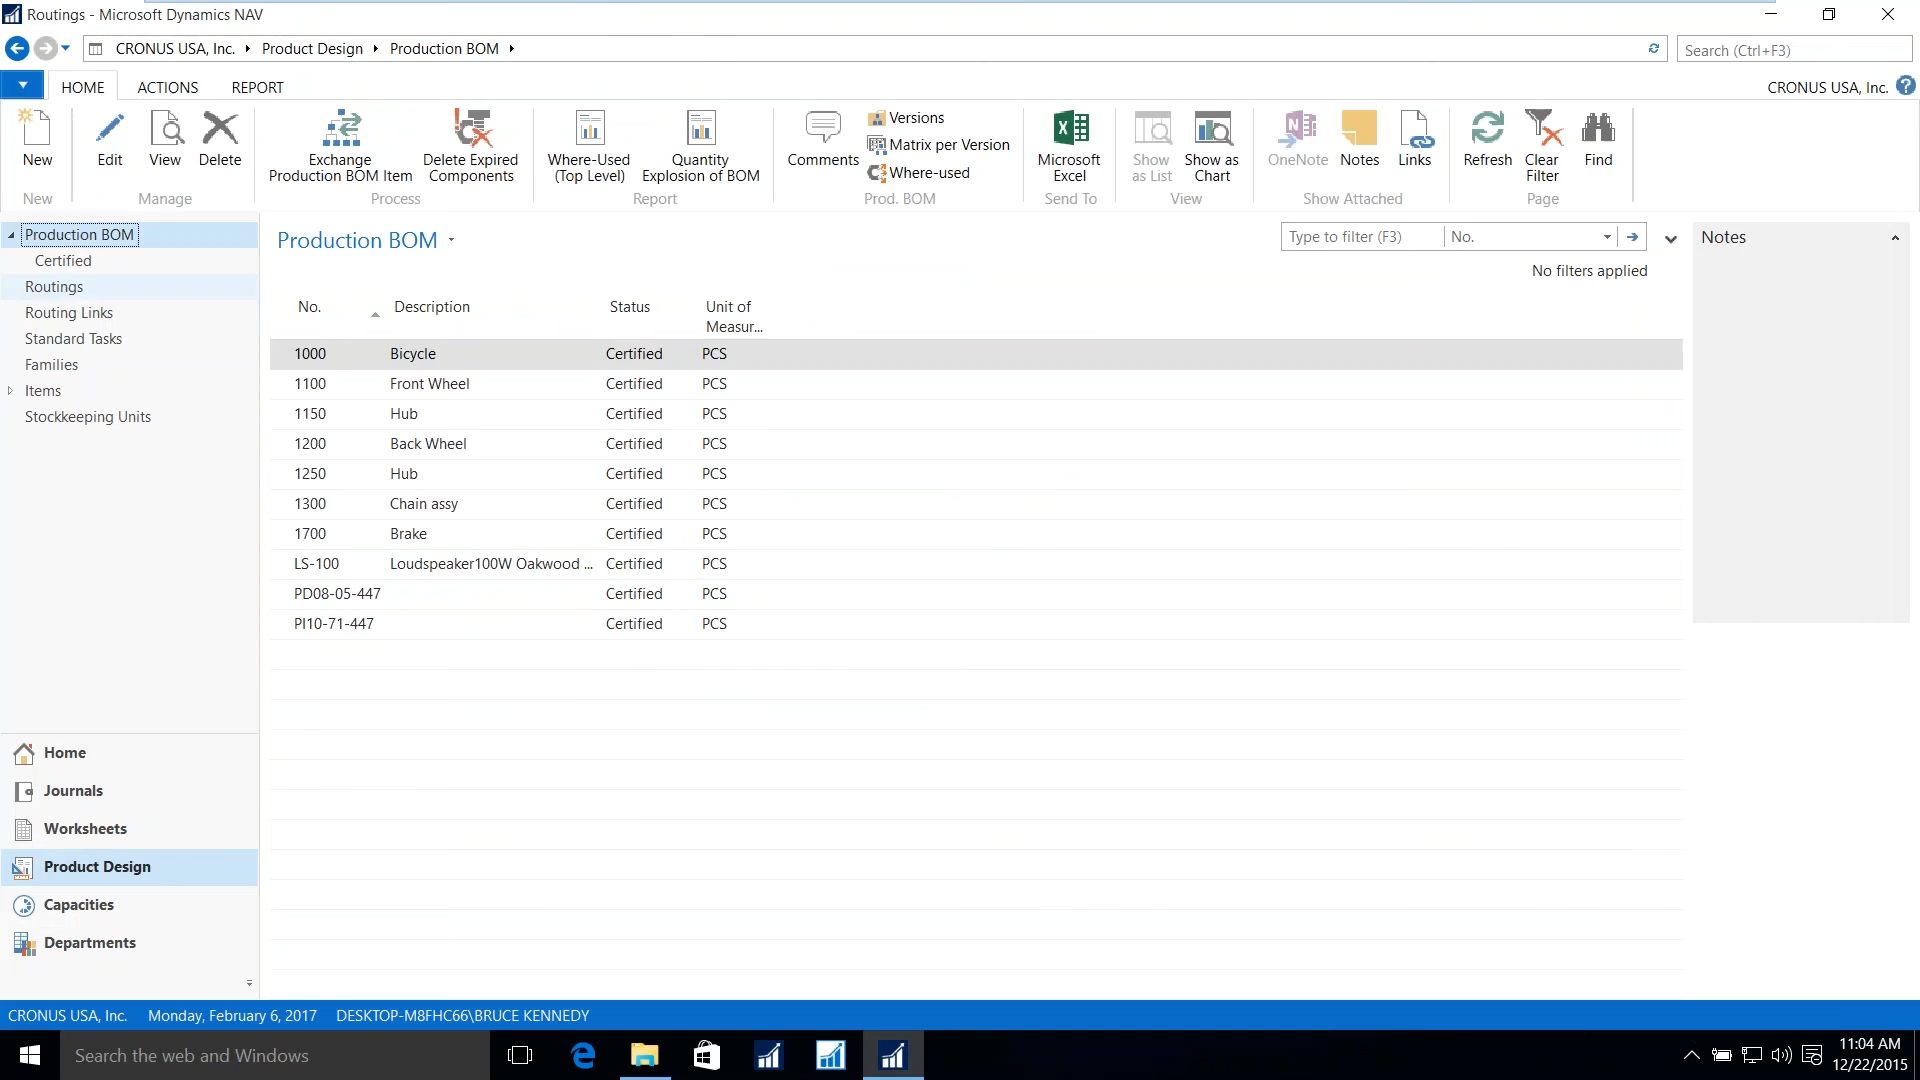 Routings - Microsoft Dynamics NAV
CRONUS USA, Inc. Product Design Production BOM
Search (Ctrl+F3)
HOME ACTIONS REPORT
CRONUS USA, Inc. ?
New
Edit
View
Delete
Exchange
Production BOM Item
Delete Expired
Components
Where-Used
(Top Level)
Quantity
Explosion of BOM
Comments
Versions
Matrix per Version
Where-used
Microsoft
Excel
Show
as List
Show as
Chart
OneNote
Notes
Links
Refresh
Clear
Filter
Find
New Manage Process Report Prod. BOM Send To View Show Attached Page
Production BOM
Certified
Routings
Routing Links
Standard Tasks
Families
Items
Stockkeeping Units
Home
Journals
Worksheets
Product Design
Capacities
Departments
Production BOM
Type to filter (F3) No.
No filters applied
No. Description Status Unit of
Measur...
1000 Bicycle Certified PCS
1100 Front Wheel Certified PCS
1150 Hub Certified PCS
1200 Back Wheel Certified PCS
1250 Hub Certified PCS
1300 Chain assy Certified PCS
1700 Brake Certified PCS
LS-100 Loudspeaker100W Oakwood ... Certified PCS
PD08-05-447 Certified PCS
PI10-71-447 Certified PCS
Notes
CRONUS USA, Inc. Monday, February 6, 2017 DESKTOP-M8FHC66\BRUCE KENNEDY
Search the web and Windows
11:04 AM
12/22/2015